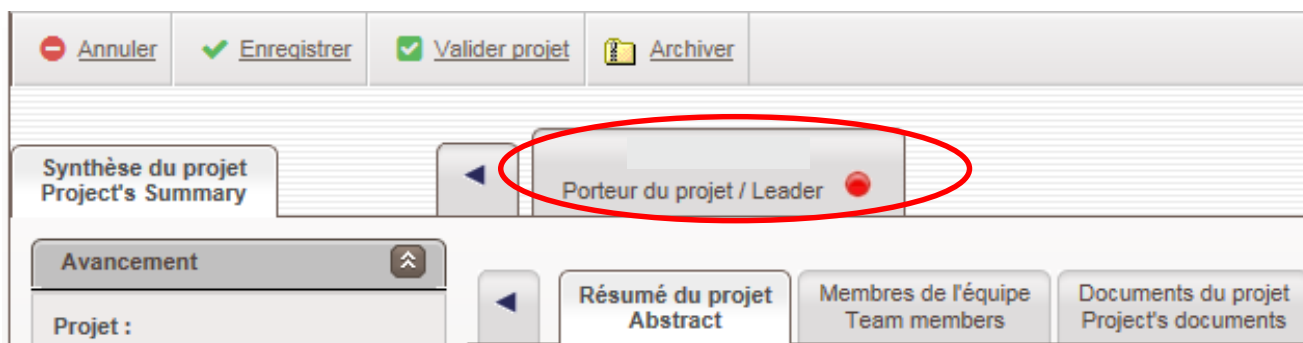 Annuler Enregistrer Valider projet Archiver
Synthèse du projet
Project's Summary
Porteur du projet / Leader
Avancement
Projet :
Résumé du projet
Abstract
Membres de l'équipe
Team members
Documents du projet
Project's documents